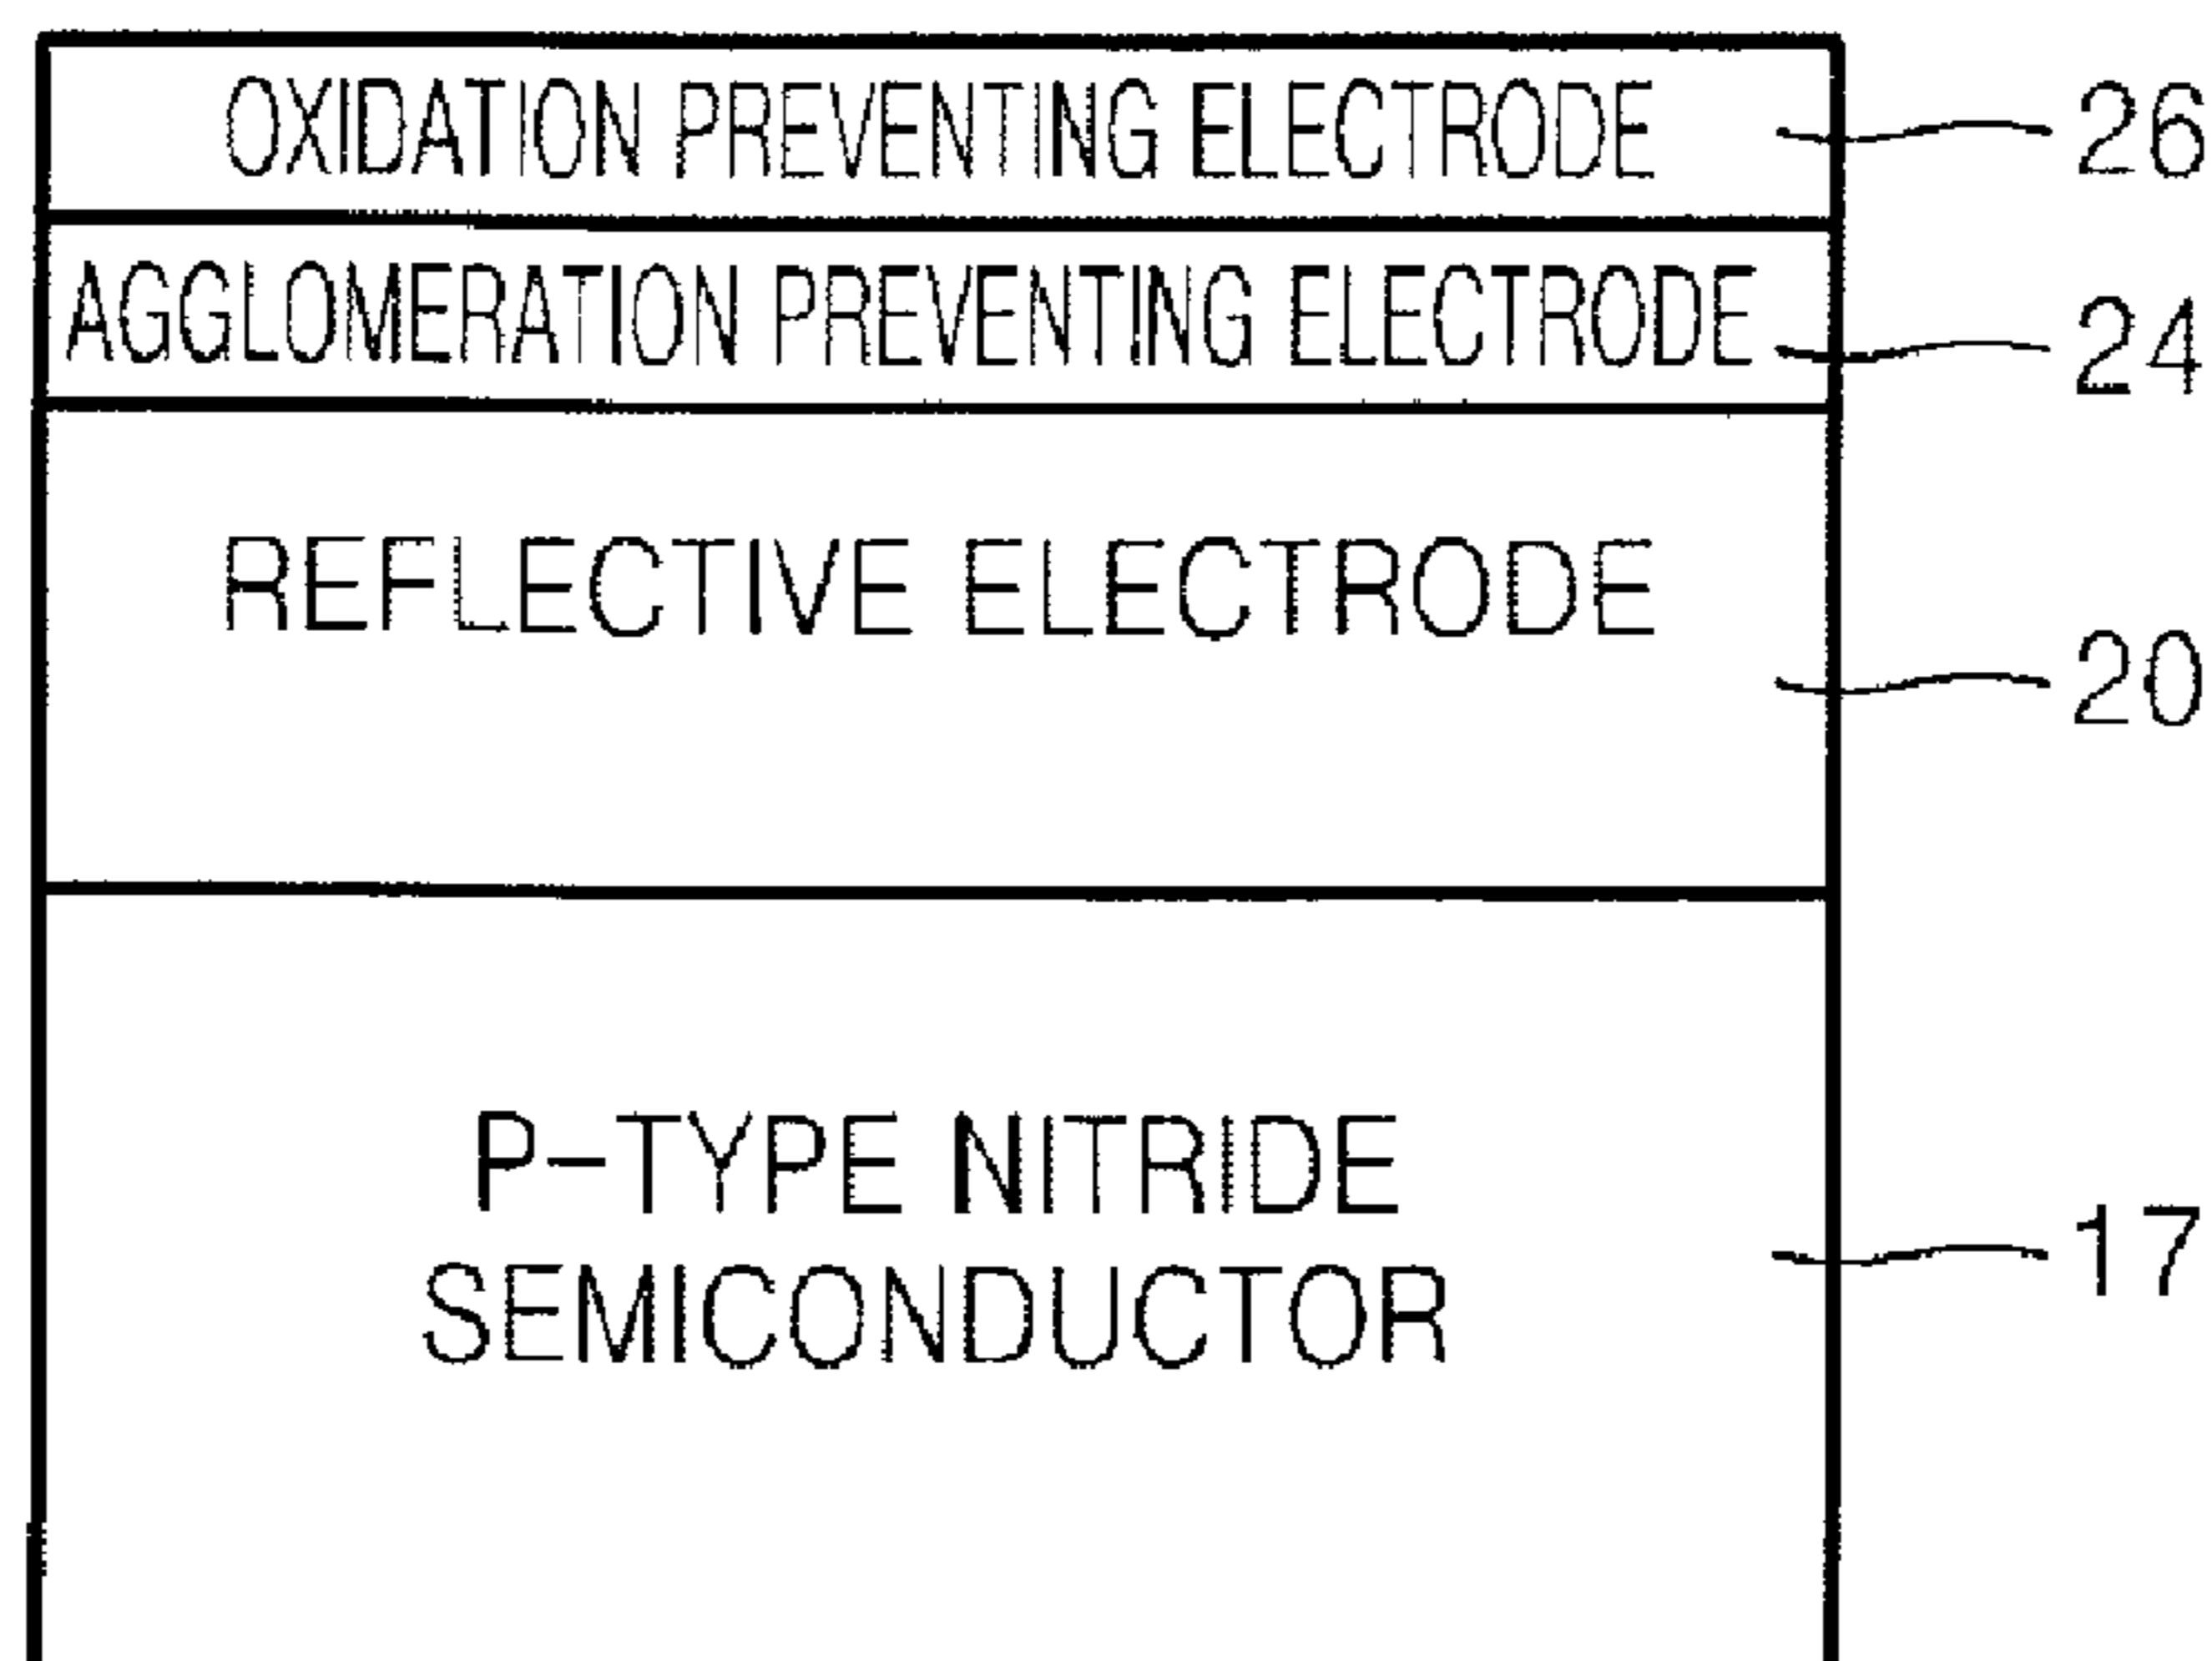 OXIDATION PREVENTING ELECTRODE 26
AGGLOMERATION PREVENTING ELECTRODE 24
REFLECTIVE ELECTRODE
20
P-TYPE NITRIDE
17
SEMICONDUCTOR